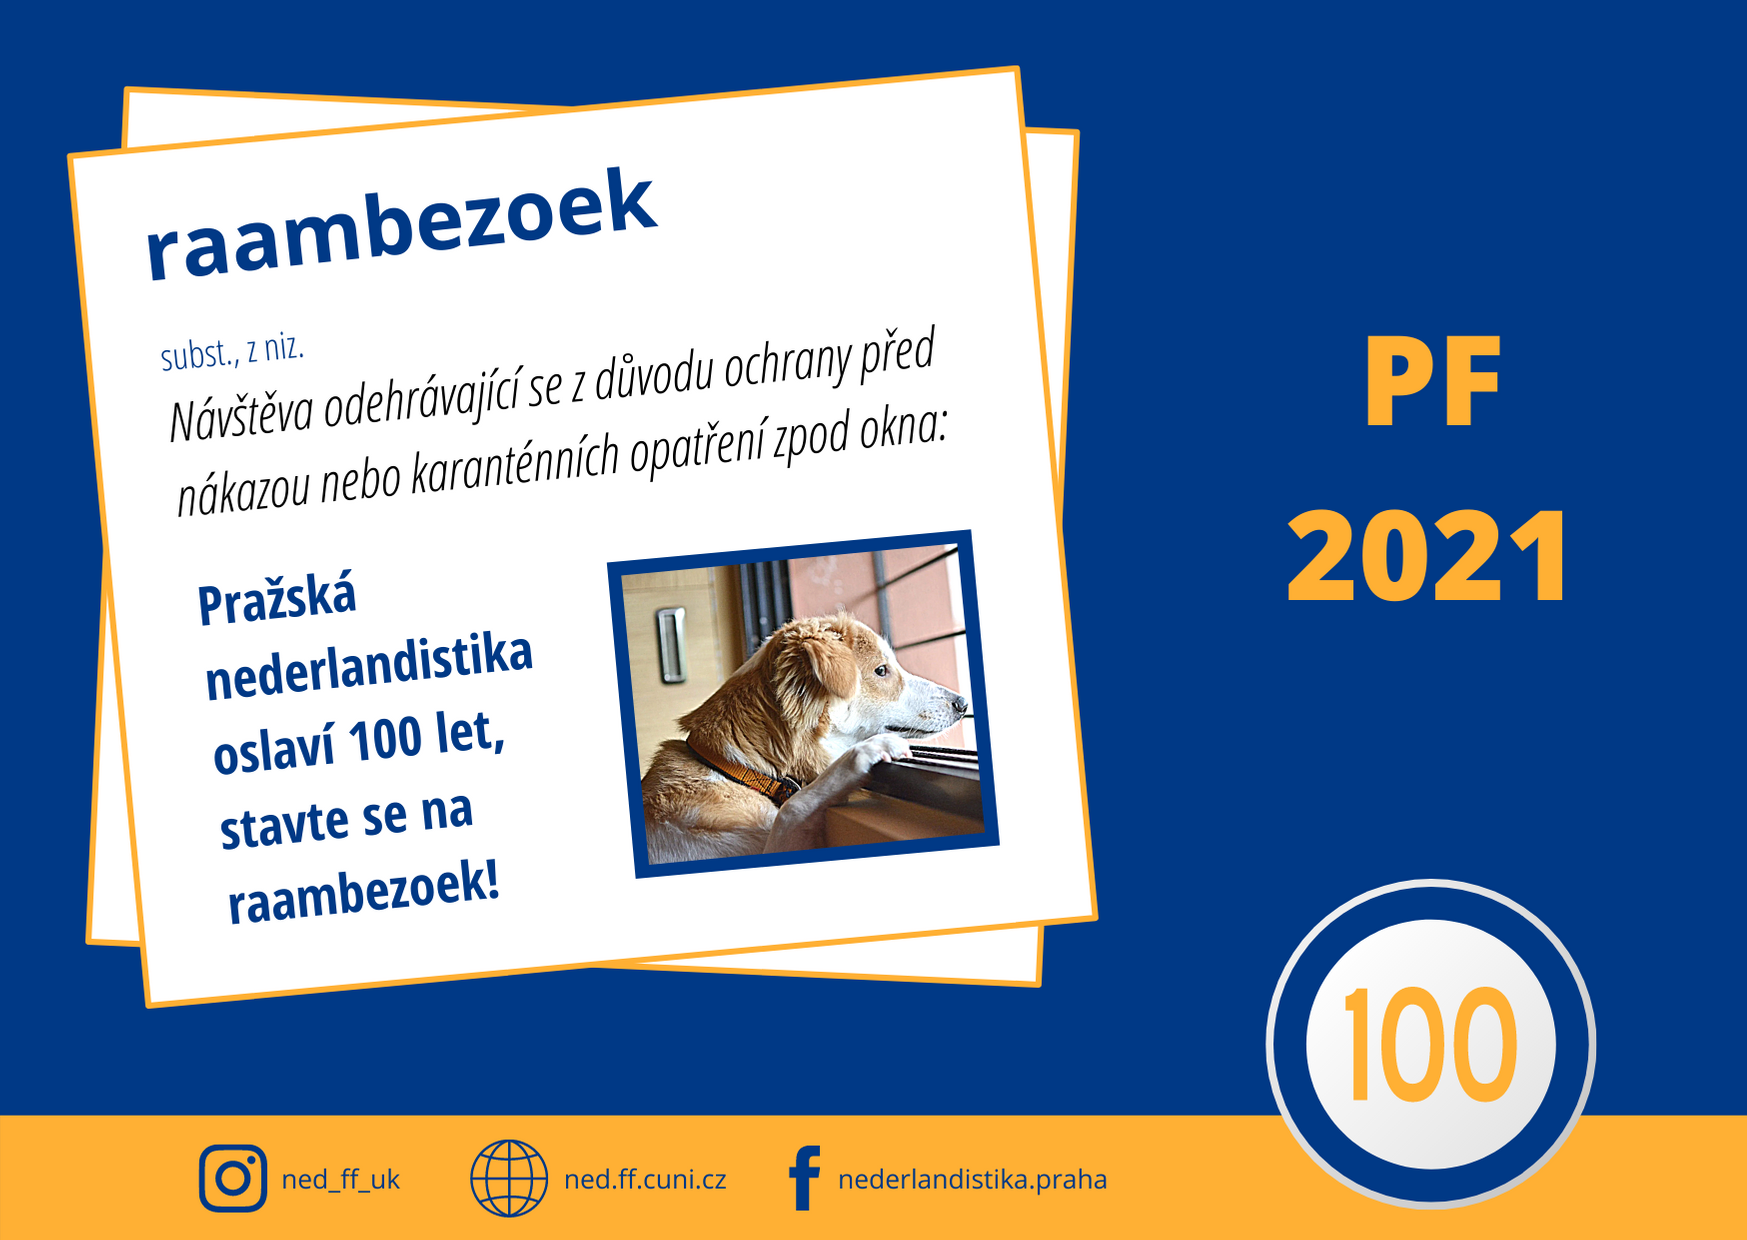 raambezoek
subst., z niz.
Návštěva odehrávající se z důvodu ochrany před
nákazou nebo karanténních opatření zpod okna:
Pražská
nederlandistika
oslaví 100 let,
stavte se na
raambezoek!
PF
2021
100
ned_ff_uk
ned.ff.cuni.cz
nederlandistika.praha